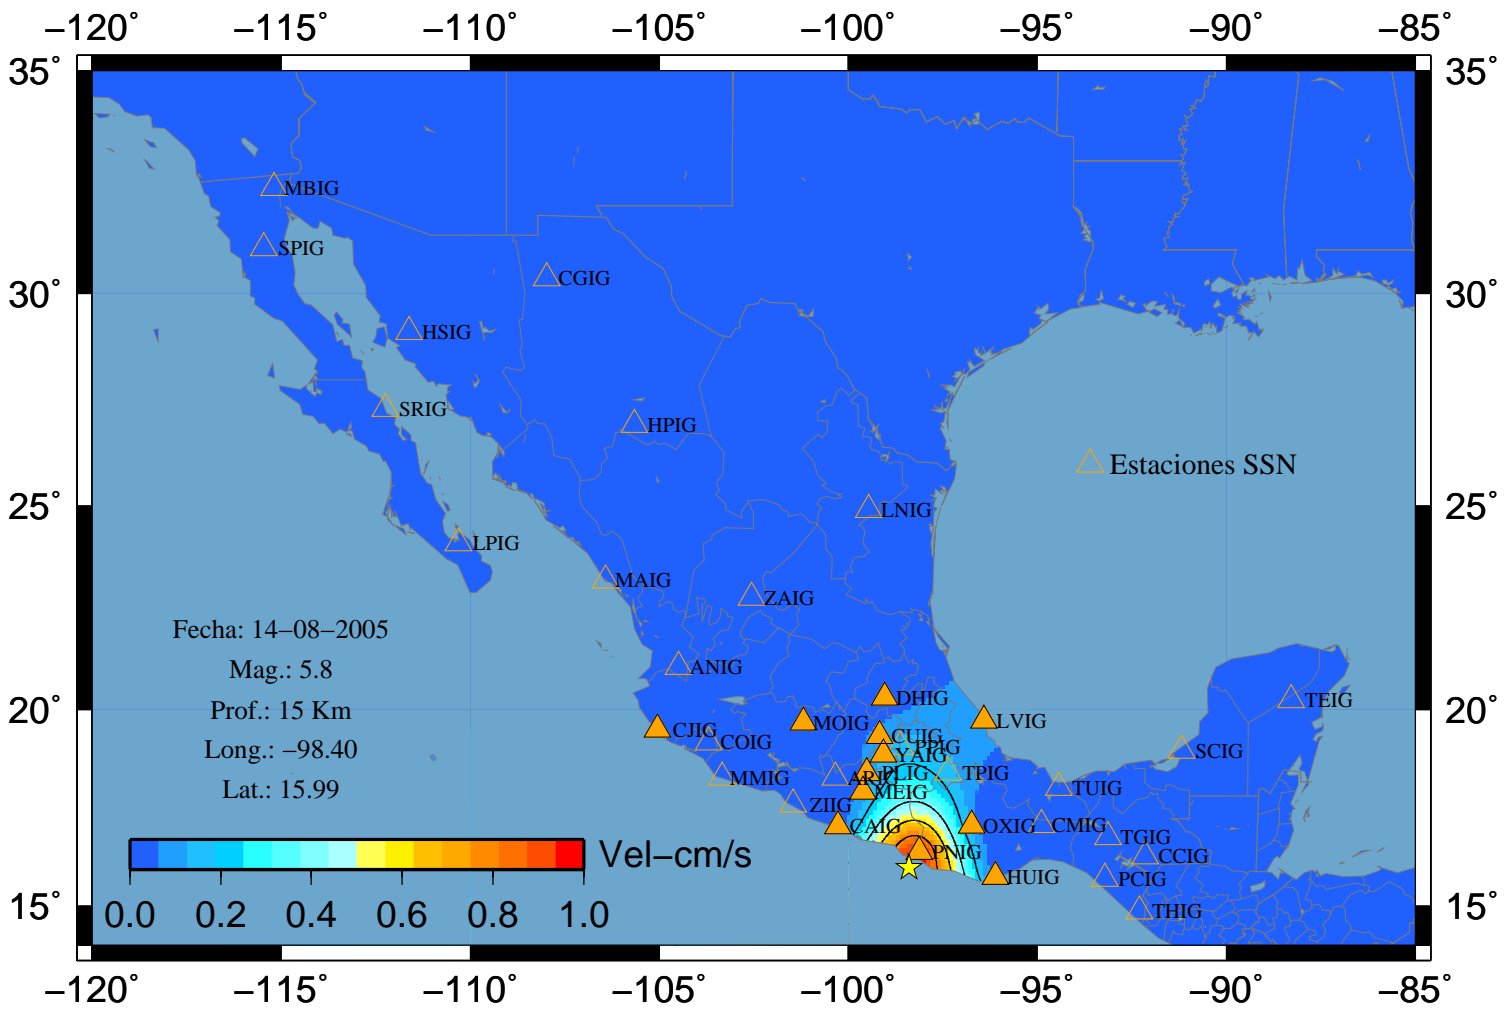 −120˚ −115˚ −110˚ −105˚ −100˚ −95˚ −90˚ −85˚
35˚ 35˚
MBIG
SPIG
CGIG
30˚ 30˚
HSIG
SRIG
HPIG
Estaciones SSN
25˚ 25˚
LNIG
LPIG
MAIG
ZAIG
Fecha: 14−08−2005
ANIG
Mag.: 5.8
DHIG
TEIG
20˚ 20˚
Prof.: 15 Km
MOIG
LVIG
CJIG
COIG
CUIG
PPIG
YAIG
SCIG
Long.: −98.40
MMIG
ARIG
PLIG
TPIG
Lat.: 15.99
MEIG
TUIG
ZIIG
CAIG
OXIG
CMIG
TGIG
PNIG
CCIG
Vel−cm/s
HUIG
PCIG
THIG
15˚ 15˚
0.0 0.2 0.4 0.6 0.8 1.0
−120˚ −115˚ −110˚ −105˚ −100˚ −95˚ −90˚ −85˚